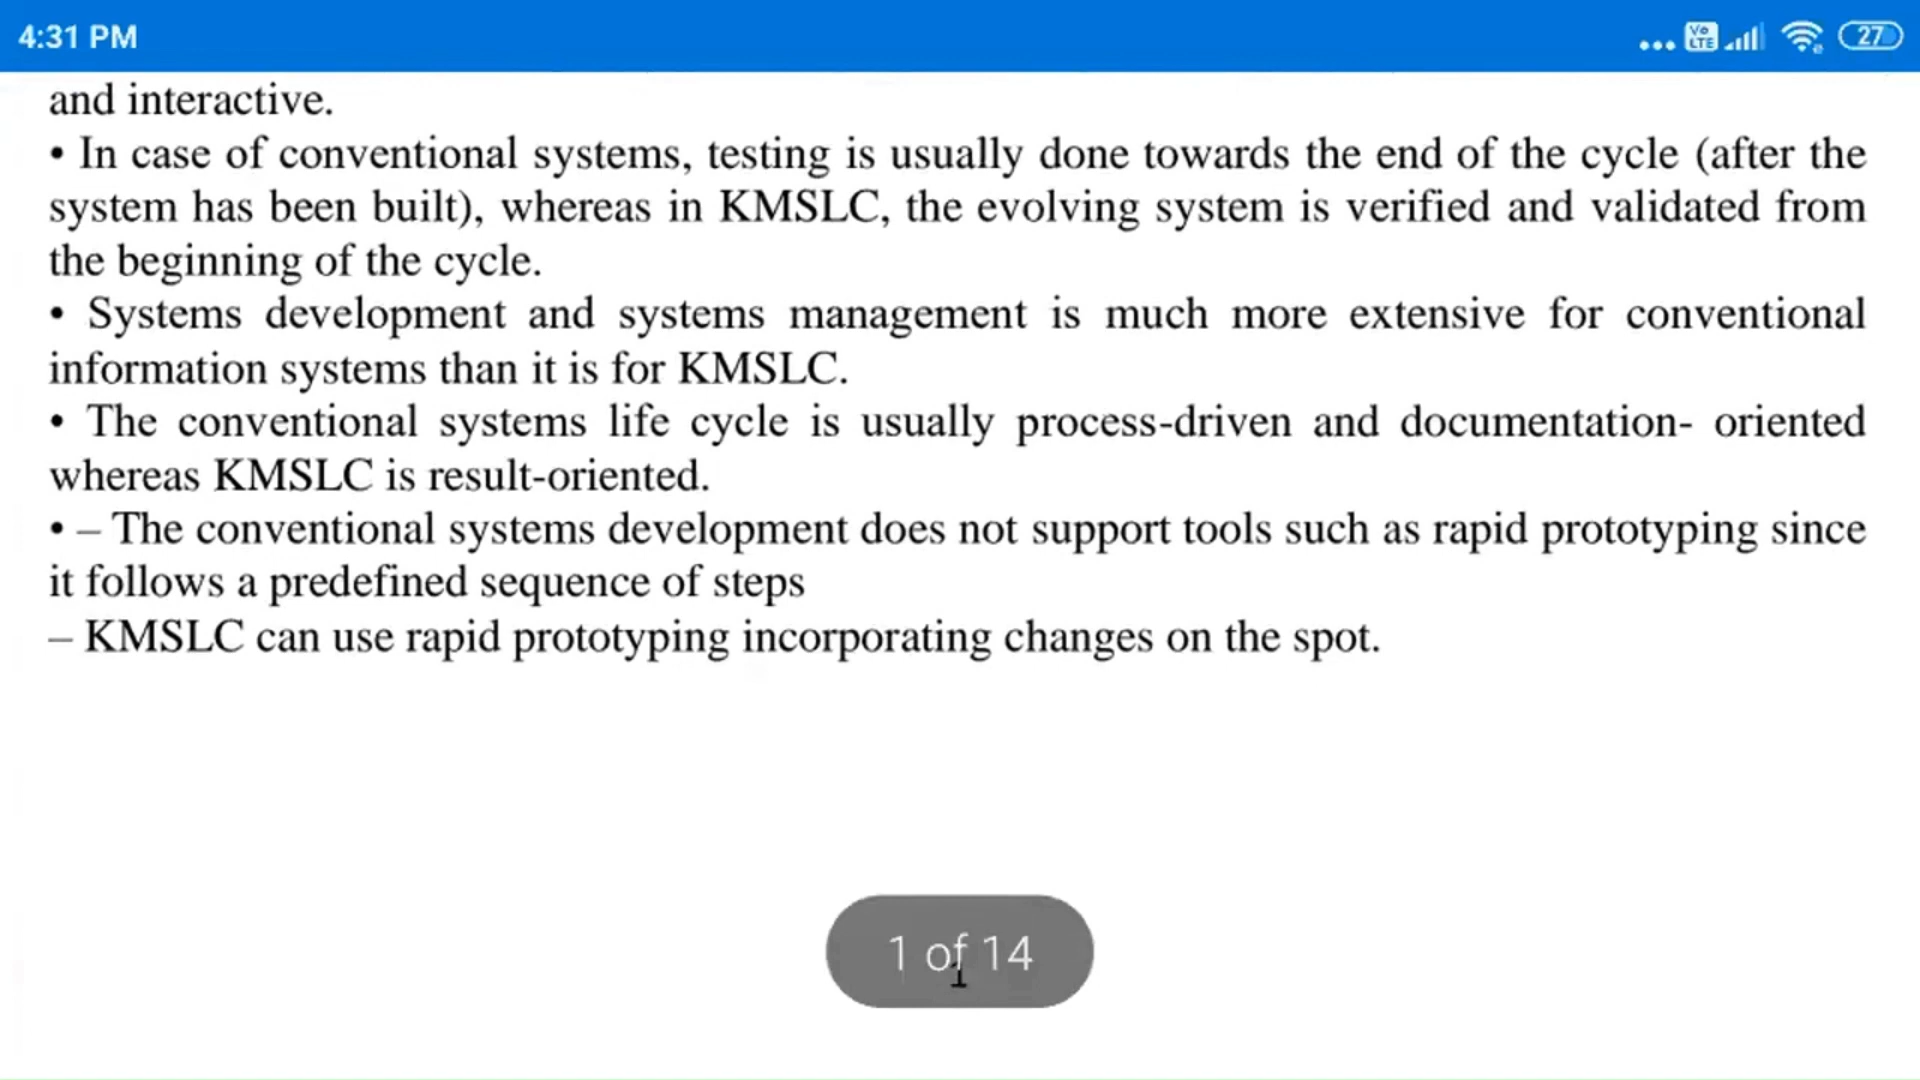 4:31 PM
Vo LTE
27
and interactive.
• In case of conventional systems, testing is usually done towards the end of the cycle (after the
system has been built), whereas in KMSLC, the evolving system is verified and validated from
the beginning of the cycle.
• Systems development and systems management is much more extensive for conventional
information systems than it is for KMSLC.
• The conventional systems life cycle is usually process-driven and documentation- oriented
whereas KMSLC is result-oriented.
• – The conventional systems development does not support tools such as rapid prototyping since
it follows a predefined sequence of steps
– KMSLC can use rapid prototyping incorporating changes on the spot.
1 of 14
1